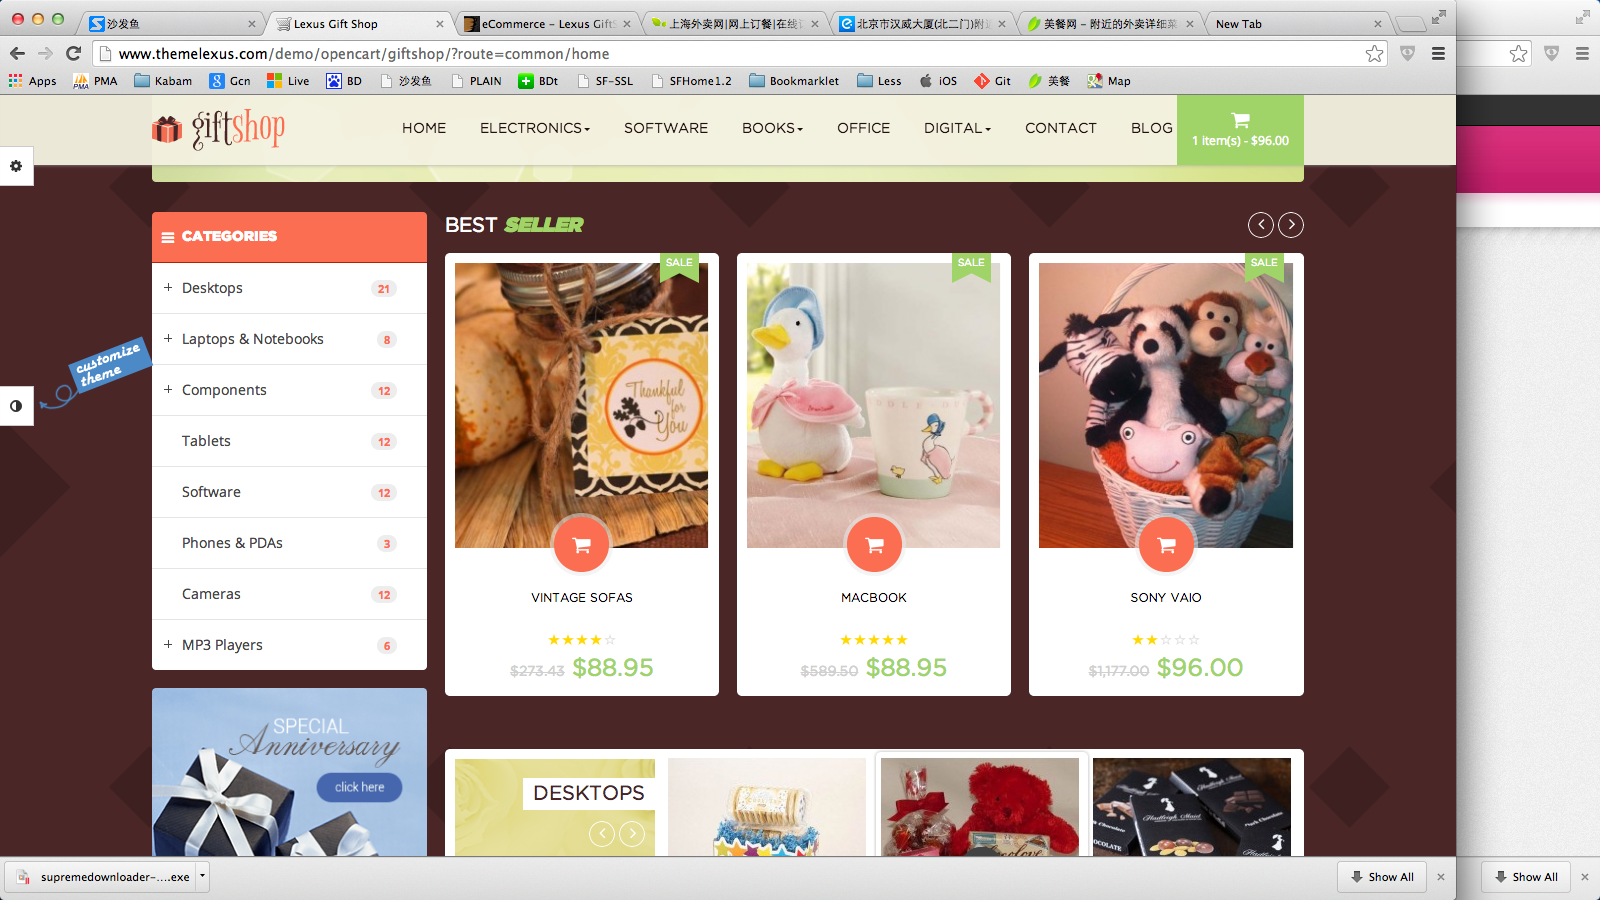 沙发鱼
Lexus Gift Shop
eCommerce – Lexus Gift
上海外卖网|网上订餐|在线
北京市汉威大厦(北二门)附
美餐网 – 附近的外卖详细菜
New Tab
www.themelexus.com/demo/opencart/giftshop/?route=common/home
Apps
PMA
Kabam
Gcn
Live
BD
沙发鱼
PLAIN
BDt
SF-SSL
SFHome1.2
Bookmarklet
Less
iOS
Git
美餐
Map
giftshop
HOME
ELECTRONICS
SOFTWARE
BOOKS
OFFICE
DIGITAL
CONTACT
BLOG
1 item(s) - $96.00
customize
theme
CATEGORIES
Desktops 21
Laptops & Notebooks 8
Components 12
Tablets 12
Software 12
Phones & PDAs 3
Cameras 12
MP3 Players 6
SPECIAL
Anniversary
click here
BEST SELLER
SALE
Thankful
for
You
VINTAGE SOFAS
$273.43 $88.95
SALE
MACBOOK
$589.50 $88.95
SALE
SONY VAIO
$1,177.00 $96.00
DESKTOPS
supremedownloader-....exe
Show All
Show All